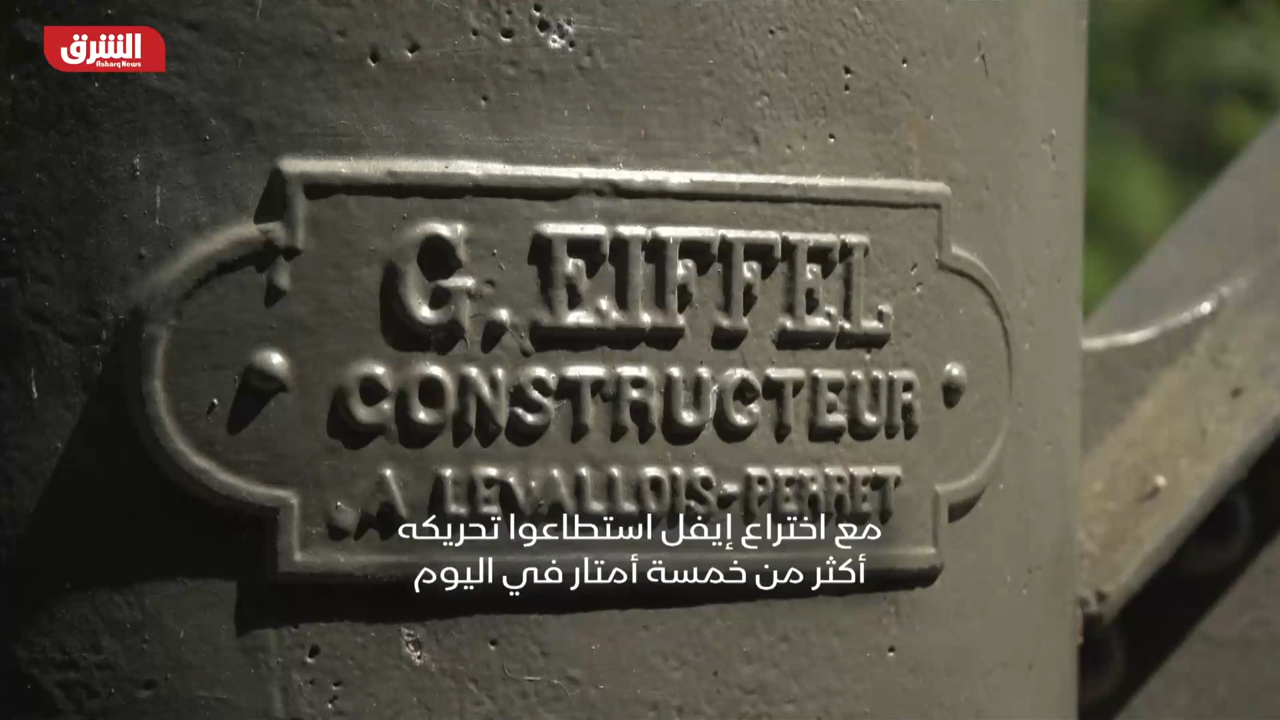 الشرق
Asharq News
G. EIFFEL
CONSTRUCTEUR
A LEVALLOIS-PERRET
مع اختراع إيفل استطاعوا تحريكه
أكثر من خمسة أمتار في اليوم